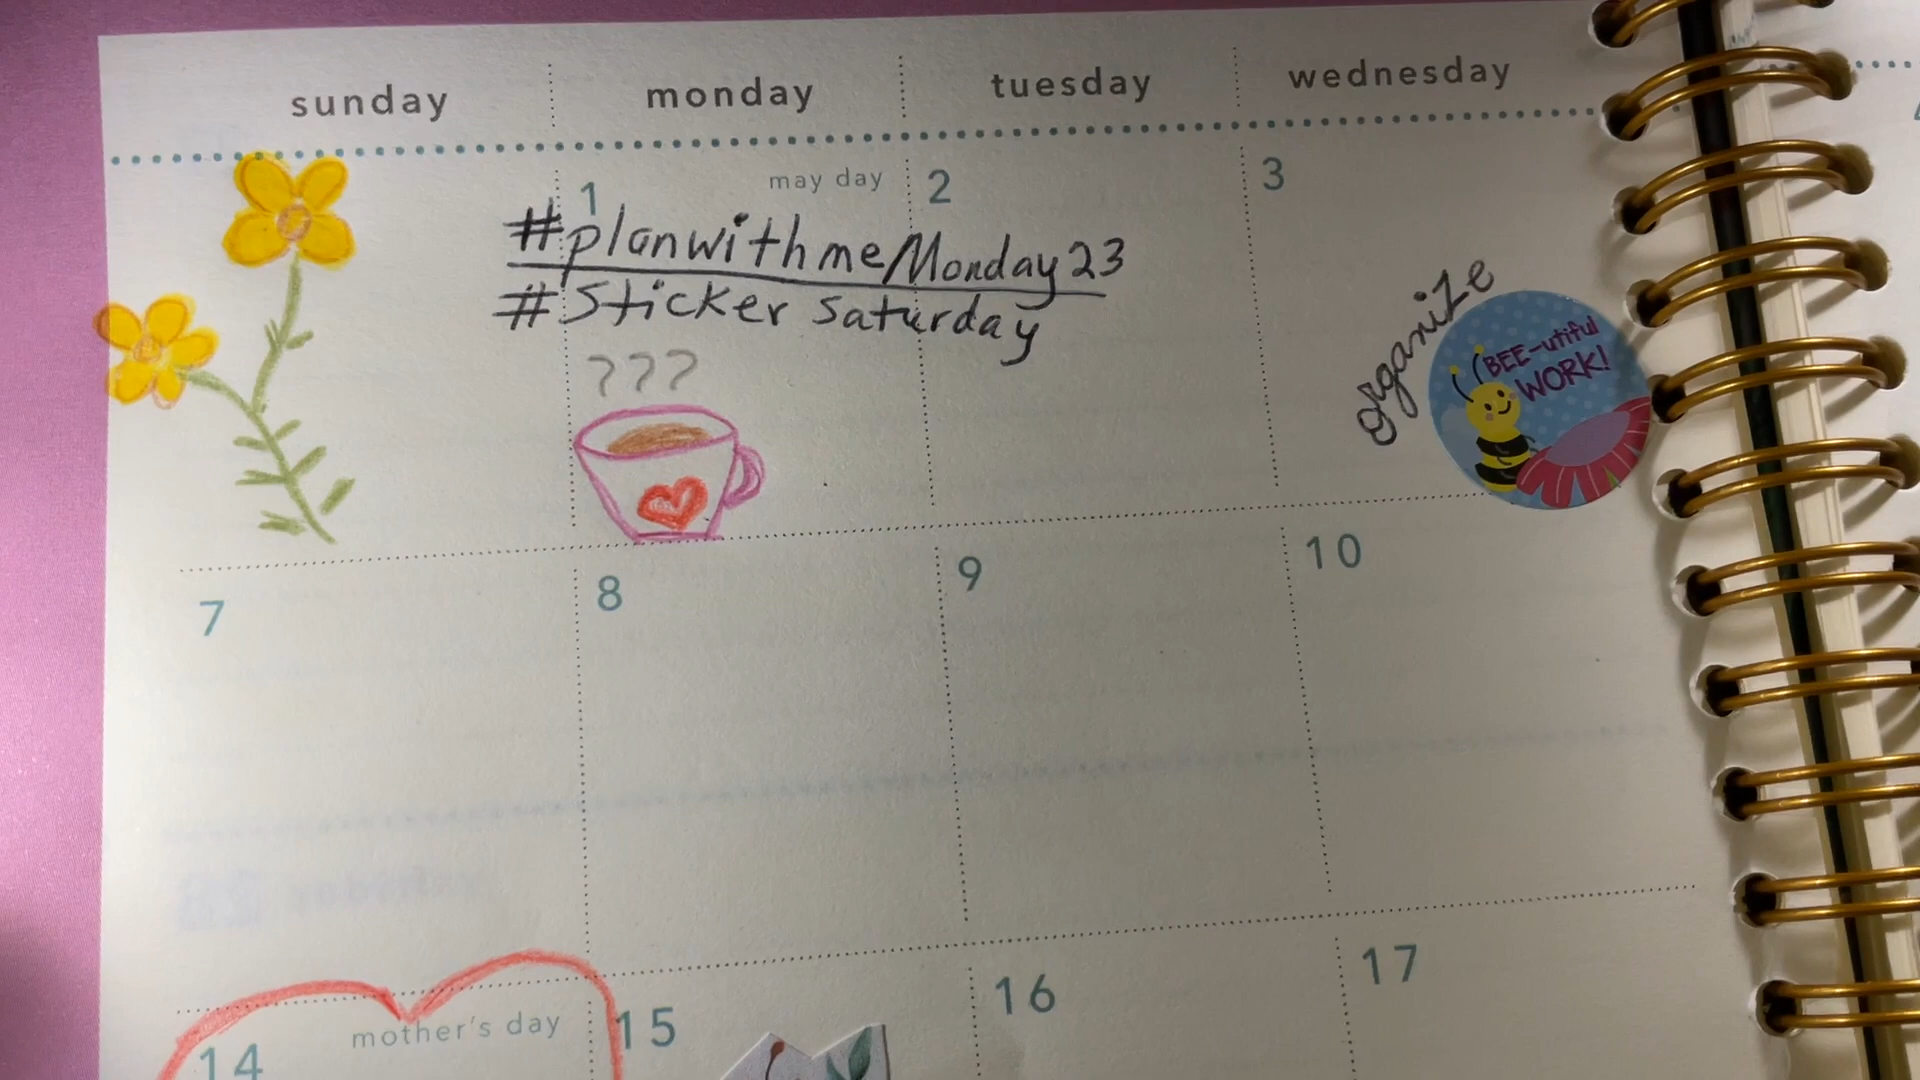 sunday monday tuesday wednesday
1 may day 2 3
#planwithmeMonday23
#Sticker Saturday
organize
BEE-utiful
WORK!
7 8 9 10
14 mother's day 15 16 17